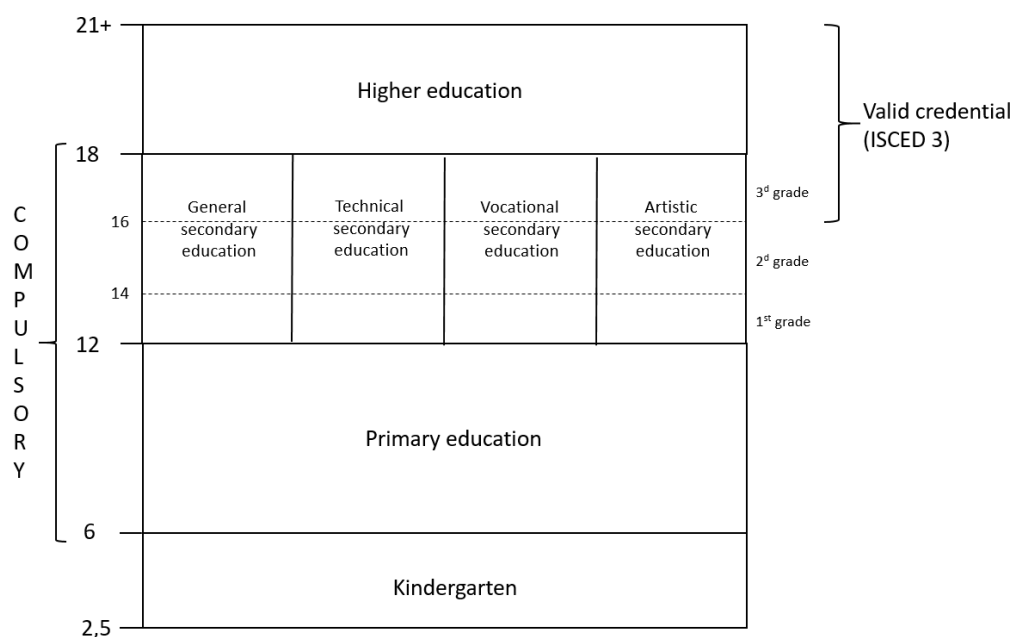 21+
Higher education
Valid credential
(ISCED 3)
18
COMPULSORY
General
secondary
education
Technical
secondary
education
Vocational
secondary
education
Artistic
secondary
education
3ᵈ grade
16
2ᵈ grade
14
1ˢᵗ grade
12
Primary education
6
Kindergarten
2,5